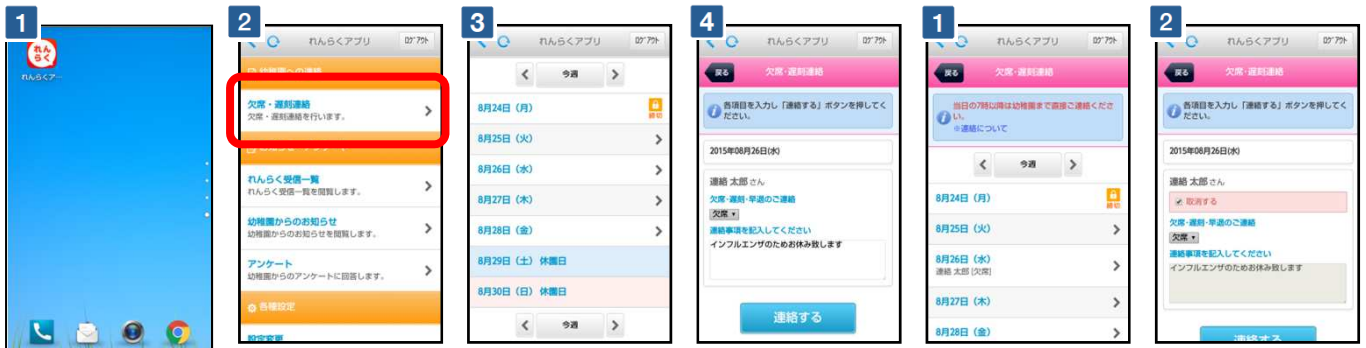 1
れん
らく
れんらくアー
2
れんらくアプリ
ﾛｸﾞｱｳﾄ
欠席・遅刻連絡
欠席・遅刻連絡を行います。
れんらく受信一覧
れんらく受信一覧を閲覧します。
幼稚園からのお知らせ
幼稚園からのお知らせを閲覧します。
アンケート
幼稚園からのアンケートに回答します。
各種設定
設定変更
3
れんらくアプリ
ﾛｸﾞｱｳﾄ
今週
8月24日（月）
締切
8月25日（火）
8月26日（水）
8月27日（木）
8月28日（金）
8月29日（土）休園日
8月30日（日）休園日
今週
4
れんらくアプリ
ﾛｸﾞｱｳﾄ
戻る
欠席・遅刻連絡
各項目を入力し「連絡する」ボタンを押してく
ださい。
2015年08月26日(水)
連絡 太郎 さん
欠席・遅刻・早退のご連絡
欠席
連絡事項を記入してください
インフルエンザのためお休み致します
連絡する
1
れんらくアプリ
ﾛｸﾞｱｳﾄ
戻る
欠席・遅刻連絡
当日の7時以降は幼稚園まで直接ご連絡くださ
い。
※連絡について
今週
8月24日（月）
締切
8月25日（火）
8月26日（水）
連絡 太郎 [欠席]
8月27日（木）
8月28日（金）
2
れんらくアプリ
ﾛｸﾞｱｳﾄ
戻る
欠席・遅刻連絡
各項目を入力し「連絡する」ボタンを押してく
ださい。
2015年08月26日(水)
連絡 太郎 さん
取消する
欠席・遅刻・早退のご連絡
欠席
連絡事項を記入してください
インフルエンザのためお休み致します
連絡する